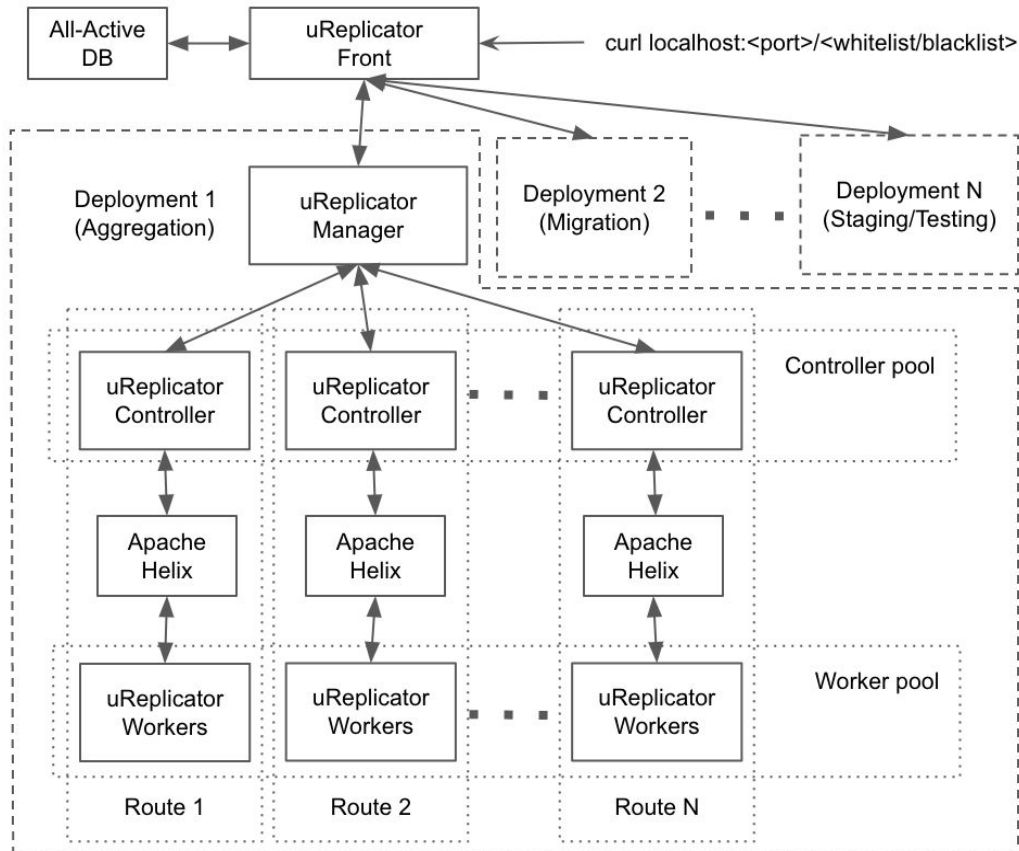 All-Active
DB
uReplicator
Front
curl localhost:<port>/<whitelist/blacklist>
Deployment 1
(Aggregation)
uReplicator
Manager
Deployment 2
(Migration)
Deployment N
(Staging/Testing)
uReplicator
Controller
uReplicator
Controller
uReplicator
Controller
Controller pool
Apache
Helix
Apache
Helix
Apache
Helix
uReplicator
Workers
uReplicator
Workers
uReplicator
Workers
Worker pool
Route 1
Route 2
Route N